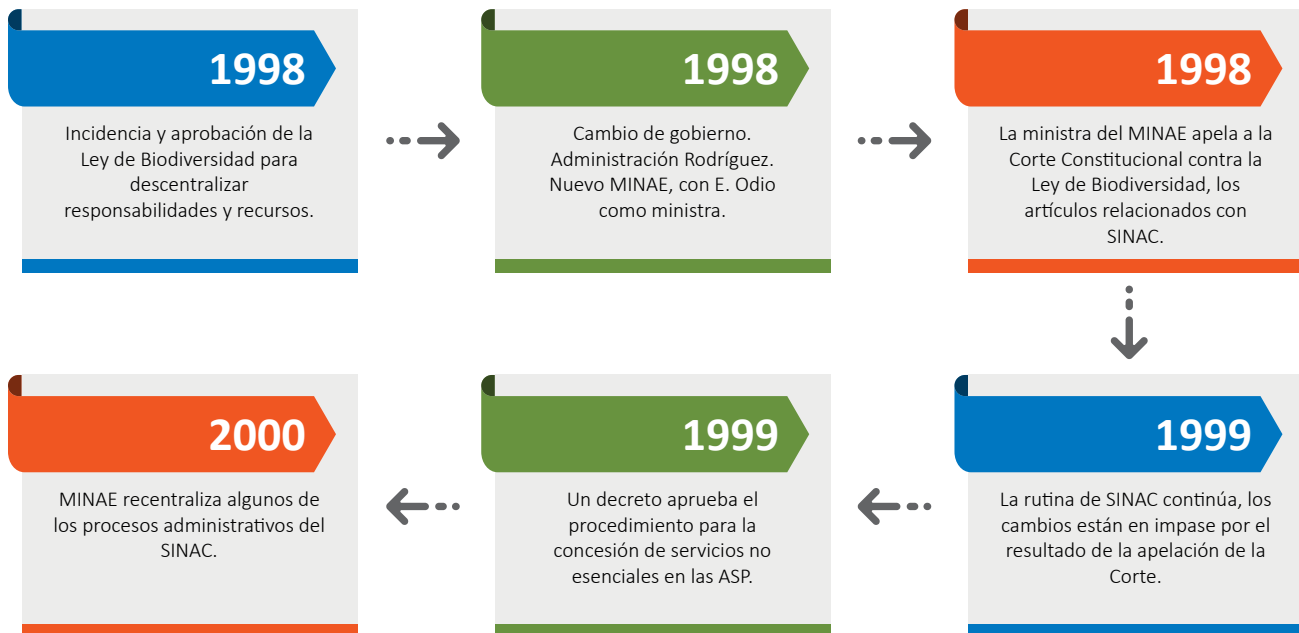 1998
Incidencia y aprobación de la
Ley de Biodiversidad para
descentralizar
responsabilidades y recursos.
1998
Cambio de gobierno.
Administración Rodríguez.
Nuevo MINAE, con E. Odio
como ministra.
1998
La ministra del MINAE apela a la
Corte Constitucional contra la
Ley de Biodiversidad, los
artículos relacionados con
SINAC.
1999
La rutina de SINAC continúa, los
cambios están en impase por el
resultado de la apelación de la
Corte.
1999
Un decreto aprueba el
procedimiento para la
concesión de servicios no
esenciales en las ASP.
2000
MINAE recentraliza algunos de
los procesos administrativos del
SINAC.